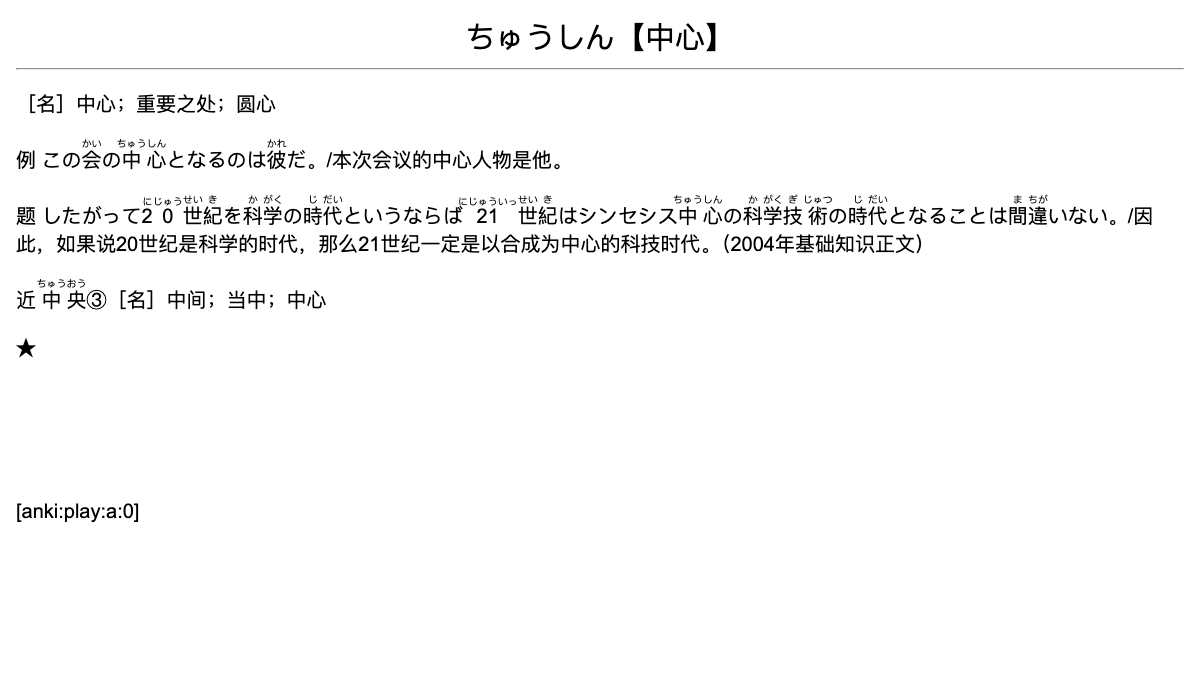 ちゅうしん【中心】
［名］中心；重要之处；圆心
かい ちゅうしん かれ
例 この会の中心となるのは彼だ。/本次会议的中心人物是他。
にじゅうせいき かがく じだい にじゅういっせいき ちゅうしん かがくぎじゅつ じだい まちが
题 したがって20世紀を科学の時代というならば 21 世紀はシンセシス中心の科学技術の時代となることは間違いない。/因
此，如果说20世纪是科学的时代，那么21世纪一定是以合成为中心的科技时代。（2004年基础知识正文）
ちゅうおう
近 中央③［名］中间；当中；中心
★
[anki:play:a:0]